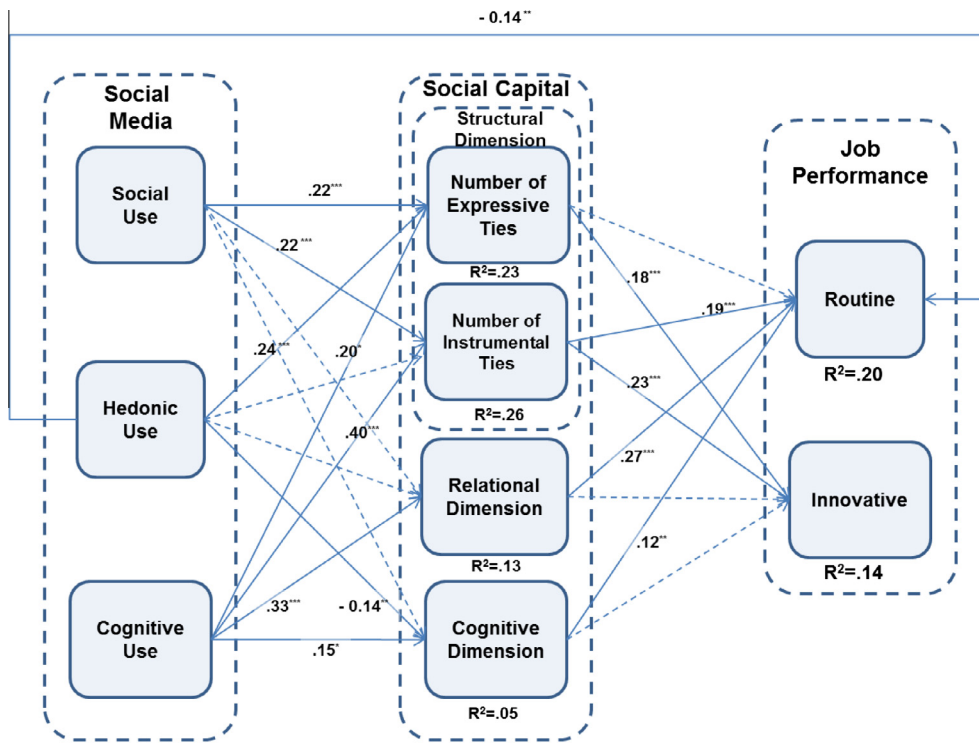 - 0.14**
Social
Media
Social
Use
Hedonic
Use
Cognitive
Use
.22***
.22***
.24***
.20*
.40***
.33***
- 0.14**
.15*
Social Capital
Structural
Dimension
Number of
Expressive
Ties
R²=.23
Number of
Instrumental
Ties
R²=.26
Relational
Dimension
R²=.13
Cognitive
Dimension
R²=.05
.18***
.19***
.23***
.27***
.12**
Job
Performance
Routine
R²=.20
Innovative
R²=.14